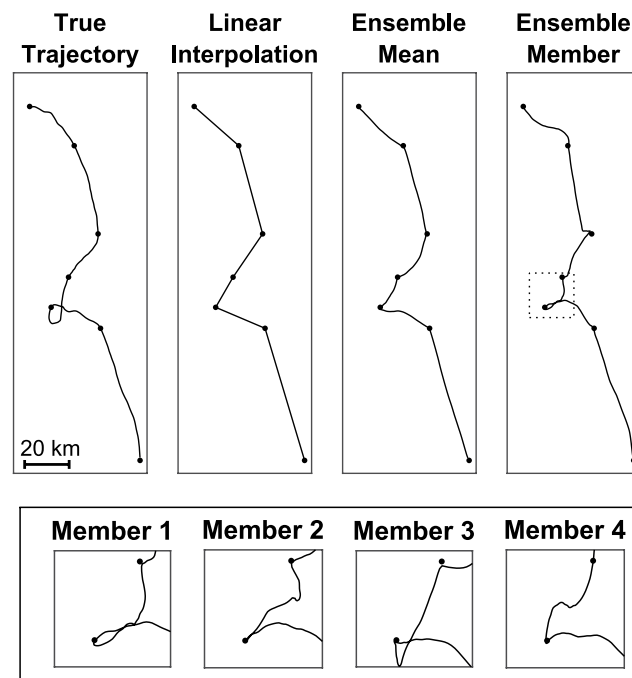 True Trajectory
Linear Interpolation
Ensemble Mean
Ensemble Member
20 km
Member 1
Member 2
Member 3
Member 4